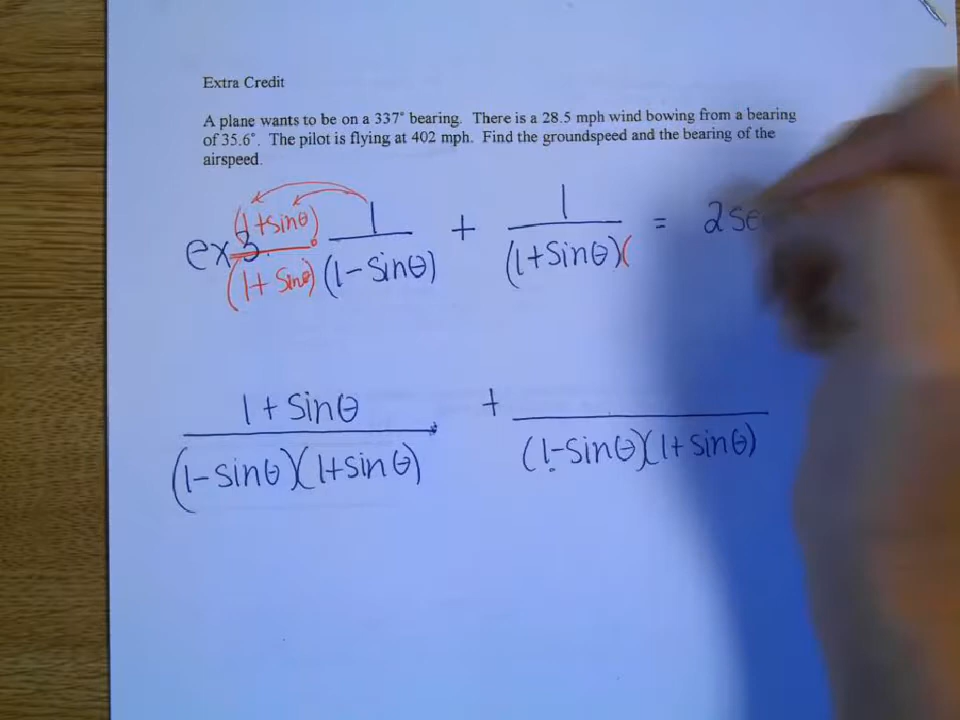 Extra Credit
A plane wants to be on a 337° bearing. There is a 28.5 mph wind bowing from a bearing
of 35.6°. The pilot is flying at 402 mph. Find the groundspeed and the bearing of the
airspeed.
(1+sinθ) 1 1
ex 3. + = 2se
(1+ sinθ) (1- sinθ) (1+sinθ)(
1 + sinθ +
(1- sinθ)(1+sinθ) (1-sinθ)(1+ sinθ)